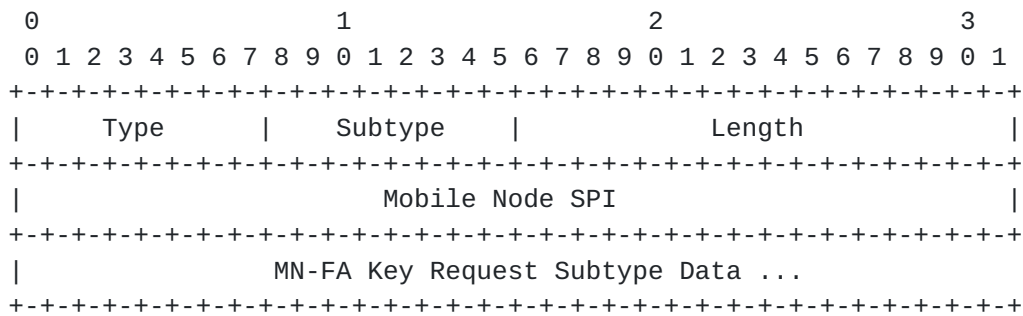 0                   1                   2                   3
 0 1 2 3 4 5 6 7 8 9 0 1 2 3 4 5 6 7 8 9 0 1 2 3 4 5 6 7 8 9 0 1
+-+-+-+-+-+-+-+-+-+-+-+-+-+-+-+-+-+-+-+-+-+-+-+-+-+-+-+-+-+-+-+-+
|     Type      |    Subtype    |            Length             |
+-+-+-+-+-+-+-+-+-+-+-+-+-+-+-+-+-+-+-+-+-+-+-+-+-+-+-+-+-+-+-+-+
|                       Mobile Node SPI                         |
+-+-+-+-+-+-+-+-+-+-+-+-+-+-+-+-+-+-+-+-+-+-+-+-+-+-+-+-+-+-+-+-+
|                MN-FA Key Request Subtype Data ...
+-+-+-+-+-+-+-+-+-+-+-+-+-+-+-+-+-+-+-+-+-+-+-+-+-+-+-+-+-+-+-+-+